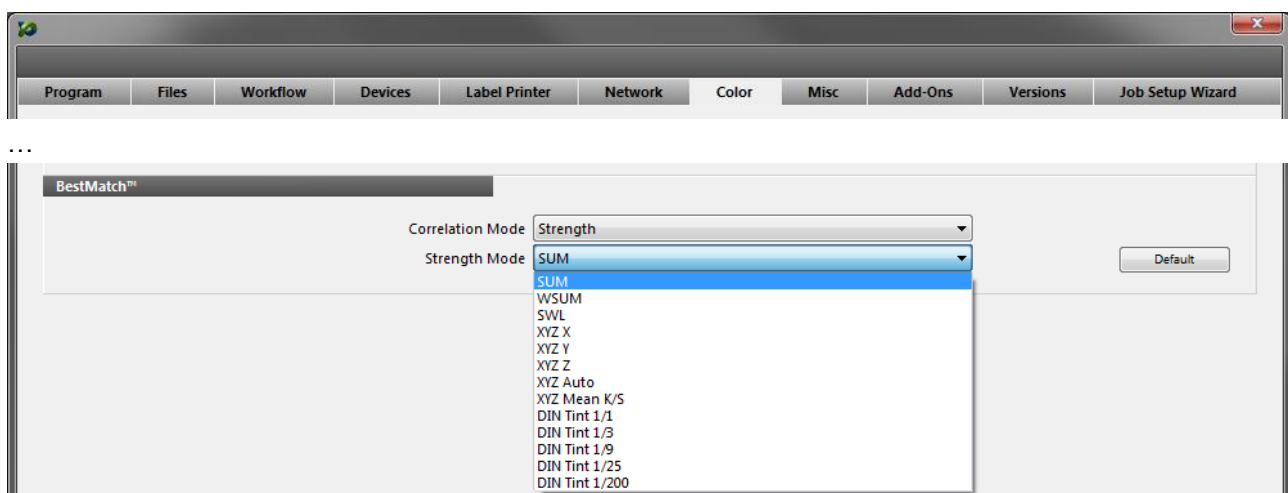 Program Files Workflow Devices Label Printer Network Color Misc Add-Ons Versions Job Setup Wizard
...
BestMatch™
Correlation Mode Strength
Strength Mode SUM Default
SUM
WSUM
SWL
XYZ X
XYZ Y
XYZ Z
XYZ Auto
XYZ Mean K/S
DIN Tint 1/1
DIN Tint 1/3
DIN Tint 1/9
DIN Tint 1/25
DIN Tint 1/200